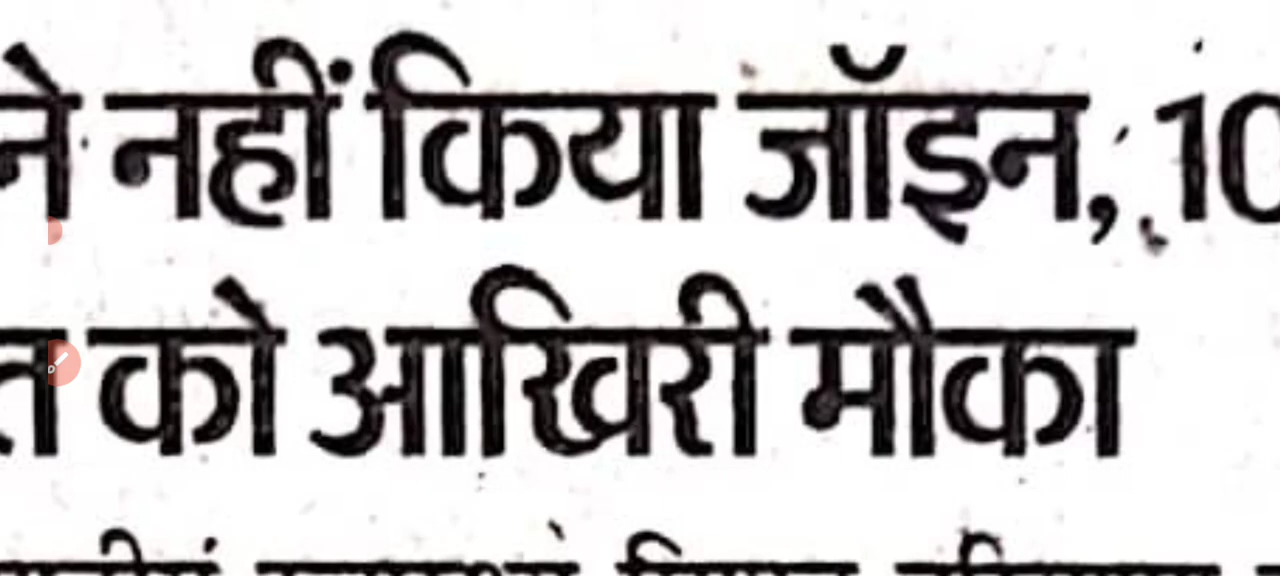 ने नहीं किया जॉइन, 10
त को आखिरी मौका